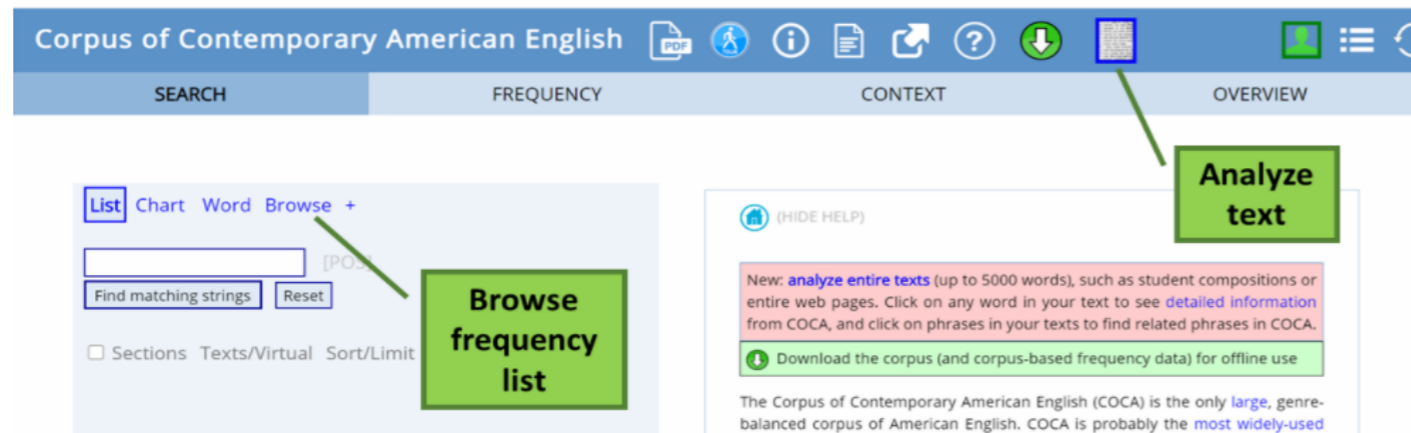 Corpus of Contemporary American English PDF
SEARCH FREQUENCY CONTEXT OVERVIEW
List Chart Word Browse +
[POS]
Find matching strings Reset
Sections Texts/Virtual Sort/Limit
Browse
frequency
list
Analyze
text
(HIDE HELP)
New: analyze entire texts (up to 5000 words), such as student compositions or
entire web pages. Click on any word in your text to see detailed information
from COCA, and click on phrases in your texts to find related phrases in COCA.
Download the corpus (and corpus-based frequency data) for offline use
The Corpus of Contemporary American English (COCA) is the only large, genre-
balanced corpus of American English. COCA is probably the most widely-used